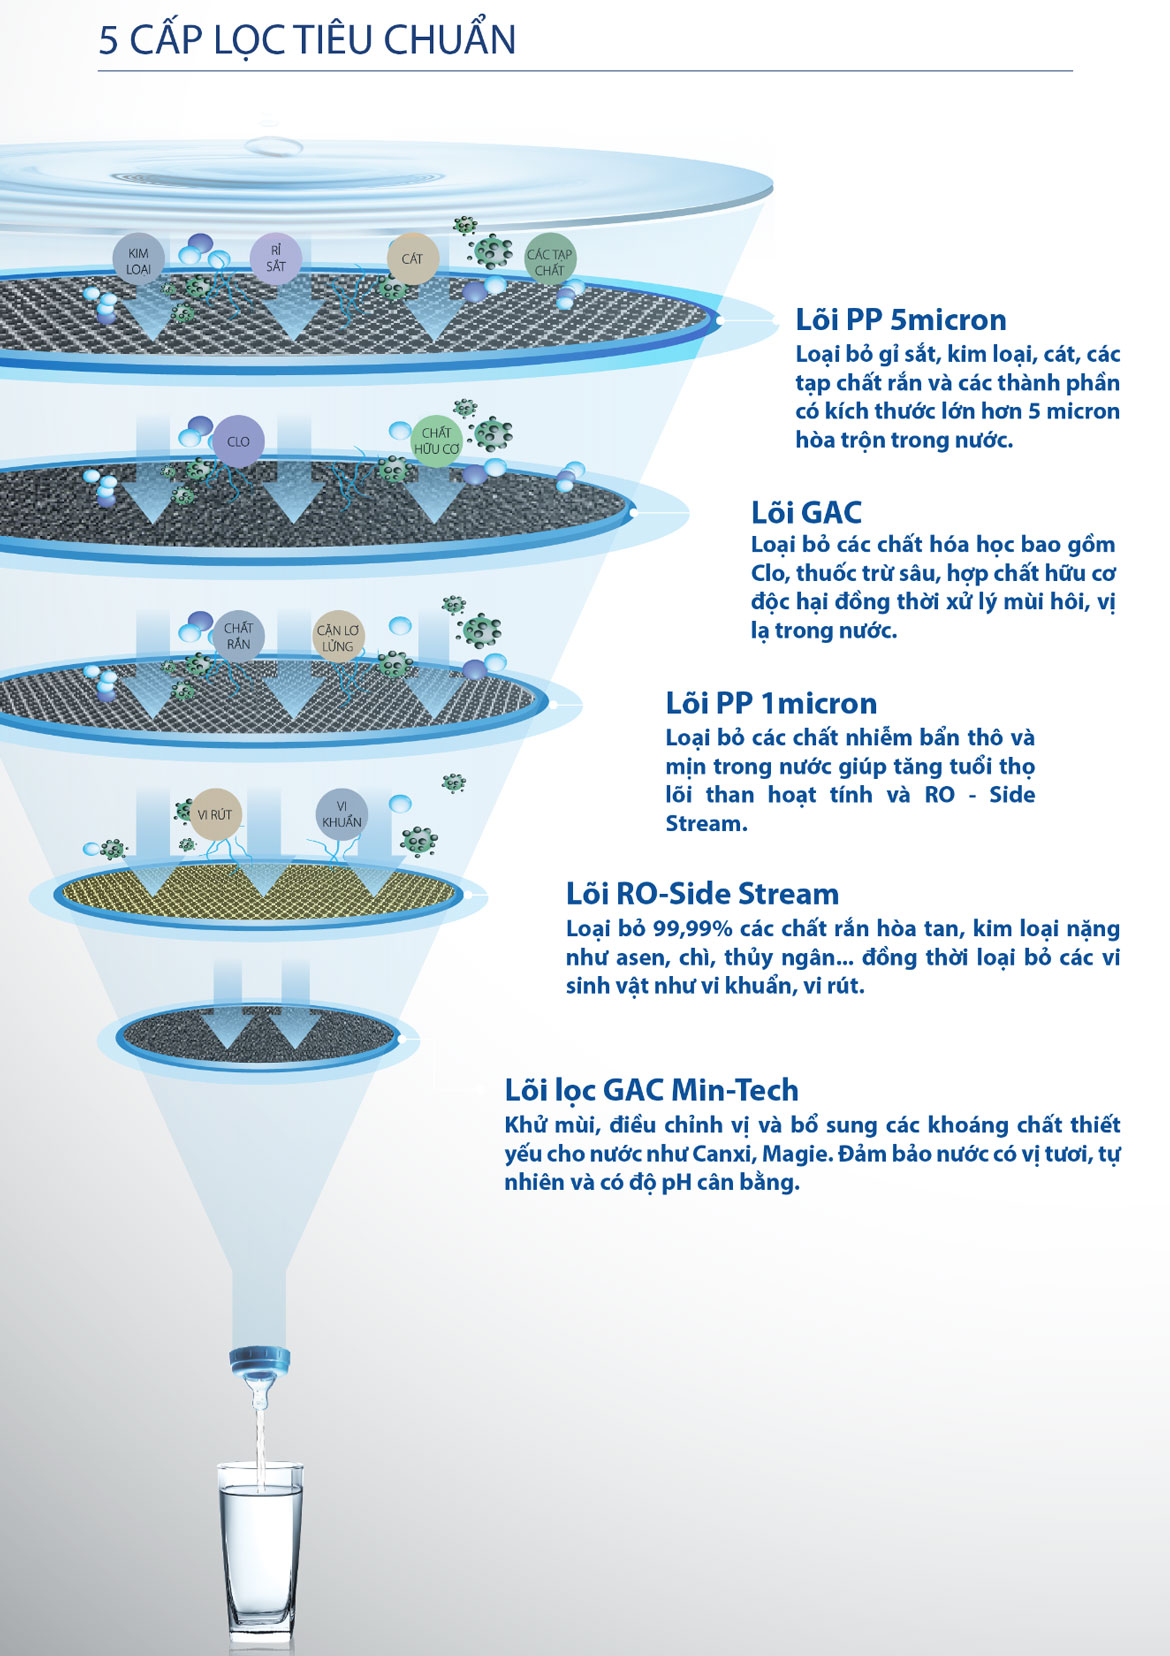 5 CẤP LỌC TIÊU CHUẨN
KIM
LOẠI
RỈ
SẮT
CÁT
CÁC TẠP
CHẤT
Lõi PP 5micron
Loại bỏ gỉ sắt, kim loại, cát, các
tạp chất rắn và các thành phần
có kích thước lớn hơn 5 micron
hòa trộn trong nước.
CLO
CHẤT
HỮU CƠ
Lõi GAC
Loại bỏ các chất hóa học bao gồm
Clo, thuốc trừ sâu, hợp chất hữu cơ
độc hại đồng thời xử lý mùi hôi, vị
lạ trong nước.
CHẤT
RẮN
CẶN LƠ
LỬNG
Lõi PP 1micron
Loại bỏ các chất nhiễm bẩn thô và
mịn trong nước giúp tăng tuổi thọ
lõi than hoạt tính và RO - Side
Stream.
VI RÚT
VI
KHUẨN
Lõi RO-Side Stream
Loại bỏ 99,99% các chất rắn hòa tan, kim loại nặng
như asen, chì, thủy ngân... đồng thời loại bỏ các vi
sinh vật như vi khuẩn, vi rút.
Lõi lọc GAC Min-Tech
Khử mùi, điều chỉnh vị và bổ sung các khoáng chất thiết
yếu cho nước như Canxi, Magie. Đảm bảo nước có vị tươi, tự
nhiên và có độ pH cân bằng.